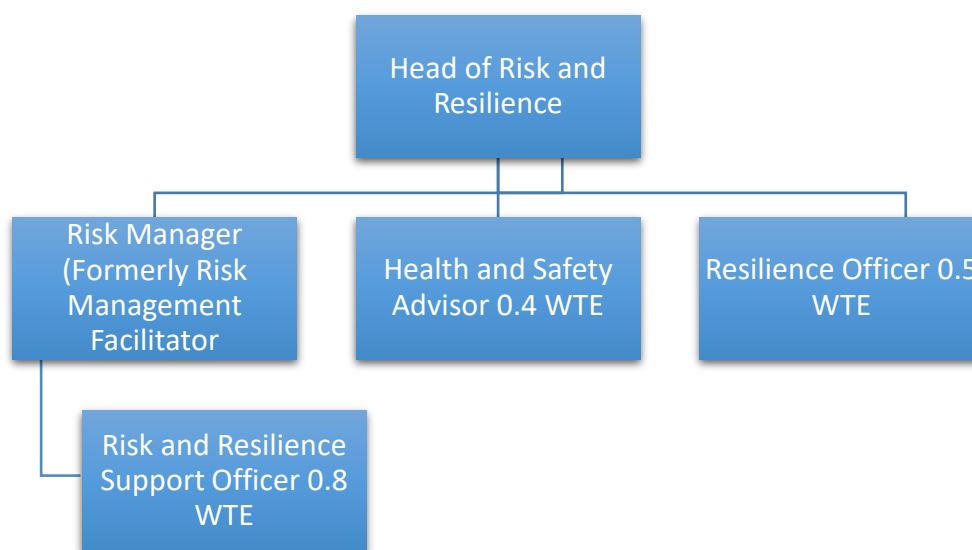 Head of Risk and
Resilience
Risk Manager
(Formerly Risk
Management
Facilitator
Health and Safety
Advisor 0.4 WTE
Resilience Officer 0.5
WTE
Risk and Resilience
Support Officer 0.8
WTE